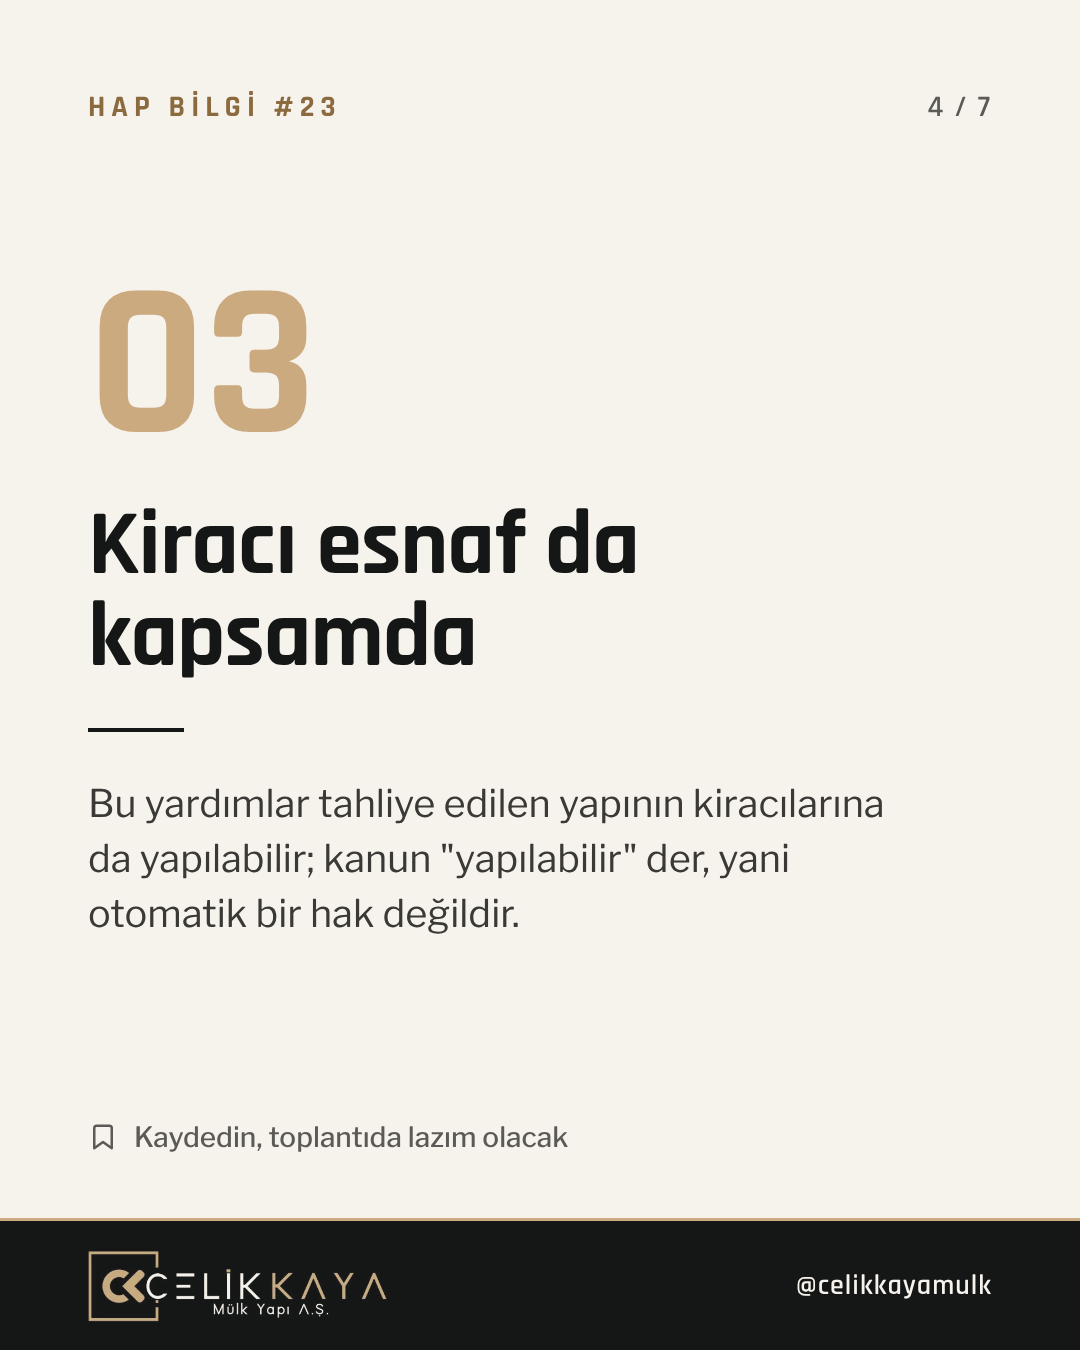 HAP BİLGİ #23
4 / 7
03
Kiracı esnaf da
kapsamda
Bu yardımlar tahliye edilen yapının kiracılarına
da yapılabilir; kanun "yapılabilir" der, yani
otomatik bir hak değildir.
Kaydedin, toplantıda lazım olacak
ÇELİKKAYA
Mülk Yapı A.Ş.
@celikkayamulk